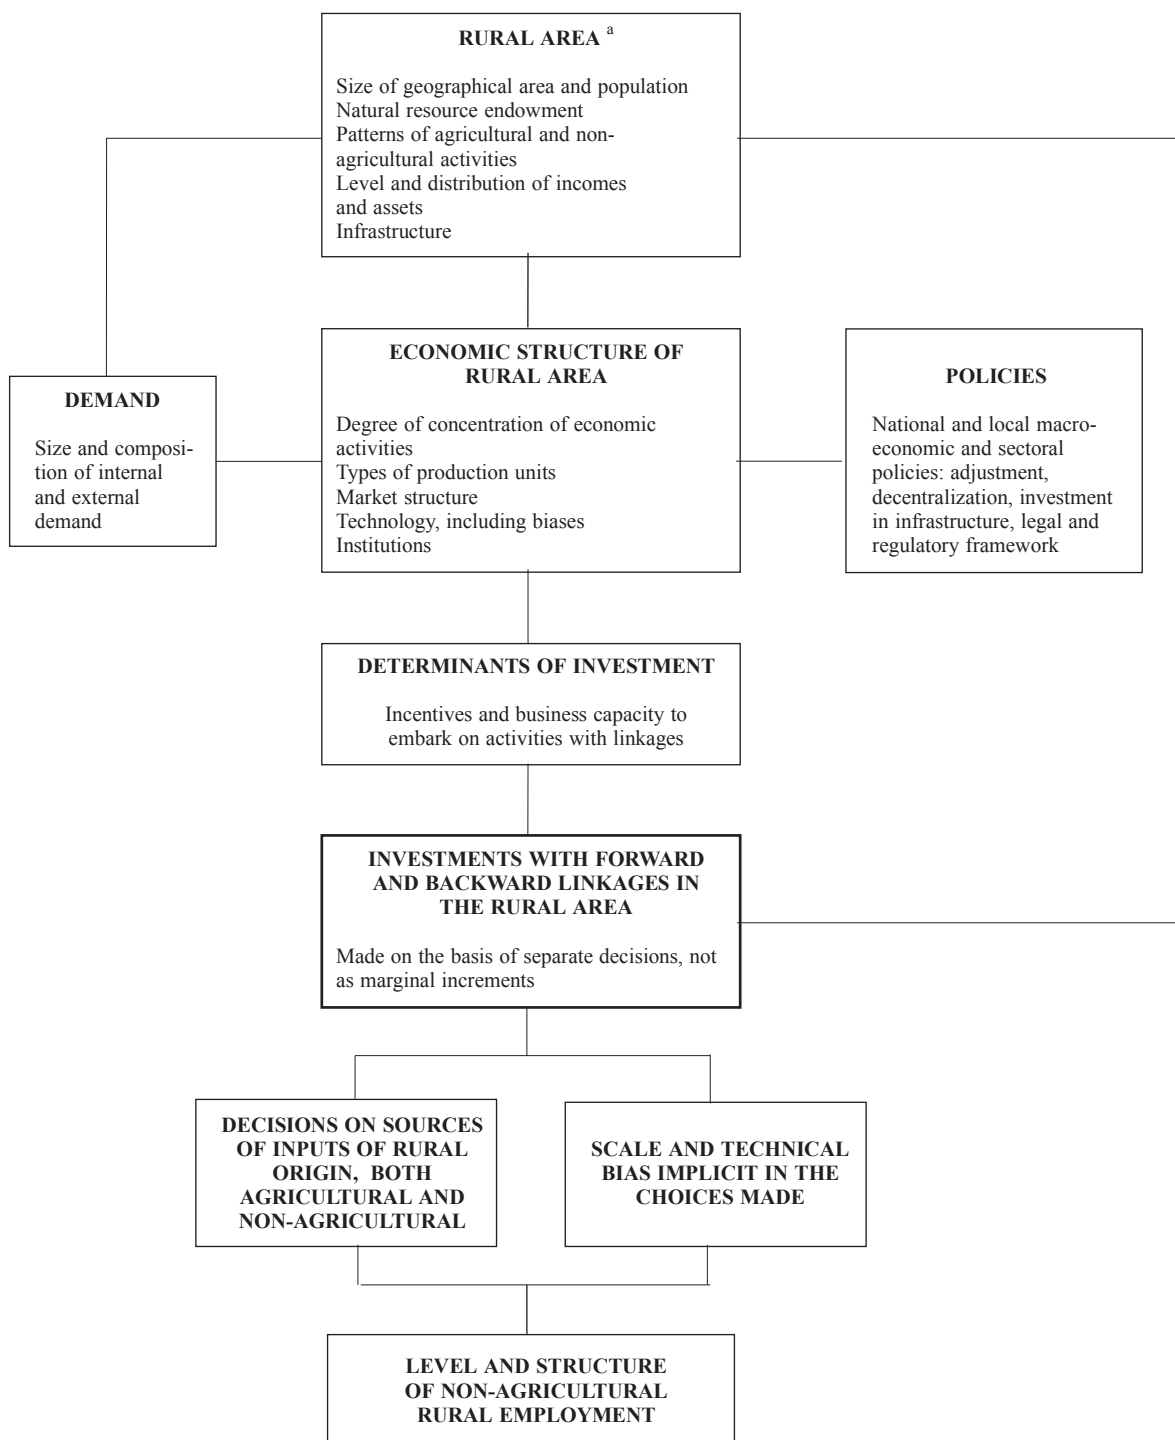 RURAL AREA a
Size of geographical area and population
Natural resource endowment
Patterns of agricultural and non-
agricultural activities
Level and distribution of incomes
and assets
Infrastructure
DEMAND
Size and composi-
tion of internal
and external
demand
ECONOMIC STRUCTURE OF
RURAL AREA
Degree of concentration of economic
activities
Types of production units
Market structure
Technology, including biases
Institutions
POLICIES
National and local macro-
economic and sectoral
policies: adjustment,
decentralization, investment
in infrastructure, legal and
regulatory framework
DETERMINANTS OF INVESTMENT
Incentives and business capacity to
embark on activities with linkages
INVESTMENTS WITH FORWARD
AND BACKWARD LINKAGES IN
THE RURAL AREA
Made on the basis of separate decisions, not
as marginal increments
DECISIONS ON SOURCES
OF INPUTS OF RURAL
ORIGIN, BOTH
AGRICULTURAL AND
NON-AGRICULTURAL
SCALE AND TECHNICAL
BIAS IMPLICIT IN THE
CHOICES MADE
LEVEL AND STRUCTURE
OF NON-AGRICULTURAL
RURAL EMPLOYMENT